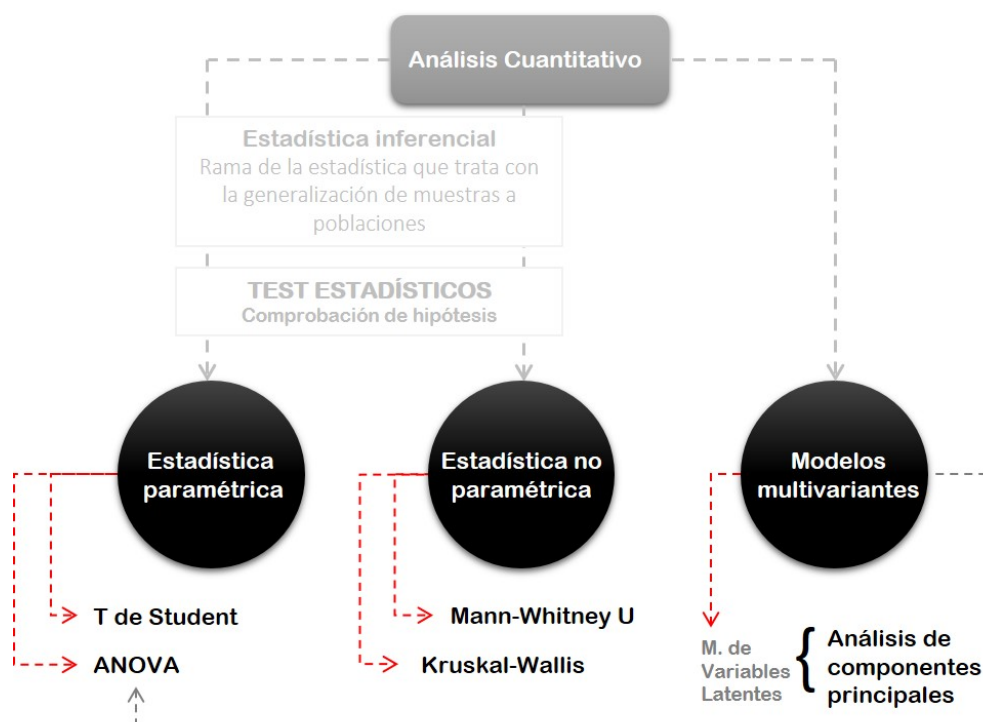 Análisis Cuantitativo
Estadística inferencial
Rama de la estadística que trata con
la generalización de muestras a
poblaciones
TEST ESTADÍSTICOS
Comprobación de hipótesis
Estadística
paramétrica
Estadística no
paramétrica
Modelos
multivariantes
T de Student
ANOVA
Mann-Whitney U
Kruskal-Wallis
M. de
Variables
Latentes
Análisis de
componentes
principales